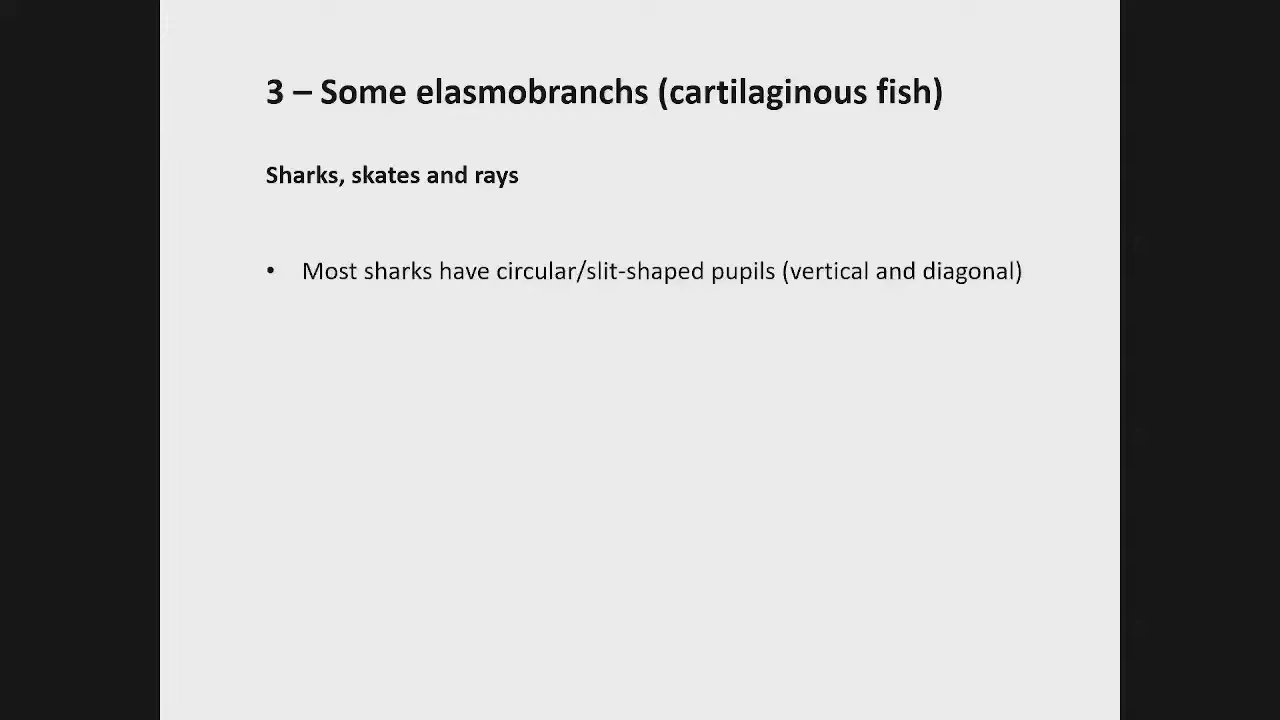 3 – Some elasmobranchs (cartilaginous fish)
Sharks, skates and rays
• Most sharks have circular/slit-shaped pupils (vertical and diagonal)